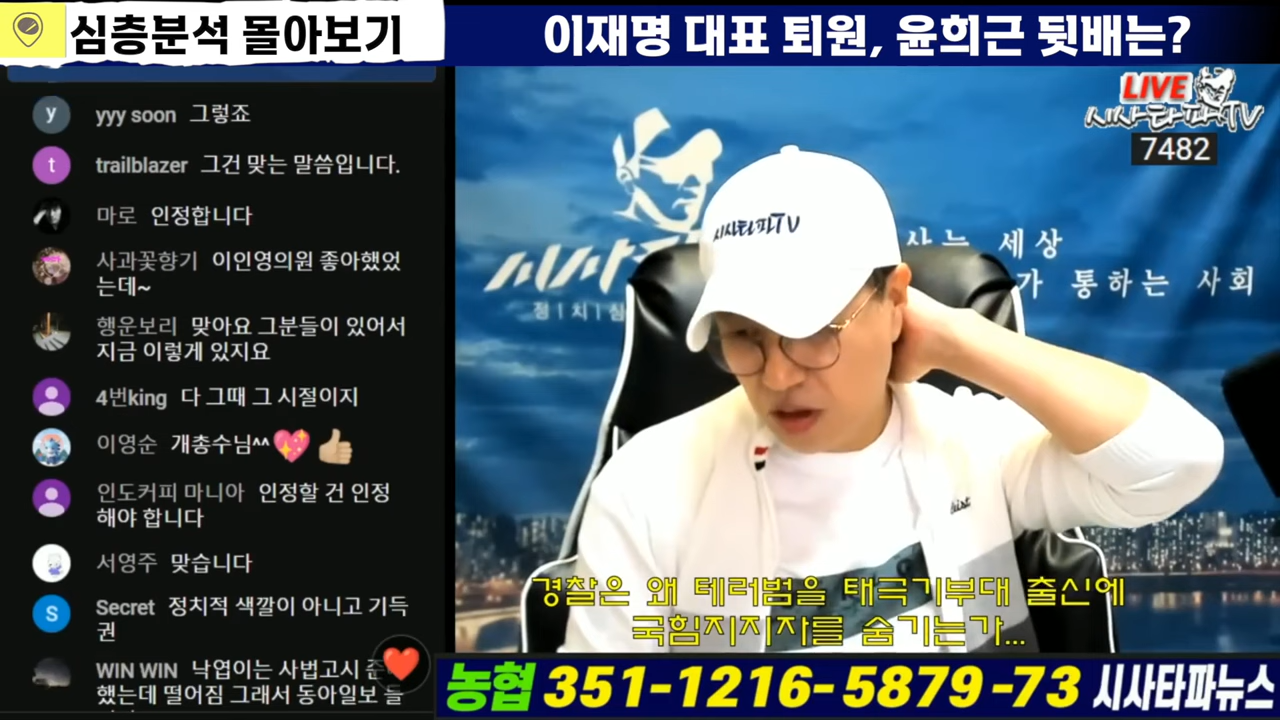 심층분석 몰아보기
이재명 대표 퇴원, 윤희근 뒷배는?
y
yyy soon 그렇죠
t
trailblazer 그건 맞는 말씀입니다.
마로 인정합니다
사과꽃향기 이인영의원 좋아했었
는데~
행운보리 맞아요 그분들이 있어서
지금 이렇게 있지요
4번king 다 그때 그 시절이지
이영순 개총수님^^💖👍🏼
인도커피 마니아 인정할 건 인정
해야 합니다
서영주 맞습니다
S
Secret 정치적 색깔이 아니고 기득
권
WIN WIN 낙엽이는 사법고시 준
했는데 떨어짐 그래서 동아일보 들
LIVE
시사타파TV
7482
시사타파TV
시사
정치심
사는 세상
가 통하는 사회
경찰은 왜 테러범을 태극기부대 출신에
국힘지지자를 숨기는가...
농협 351-1216-5879-73 시사타파뉴스